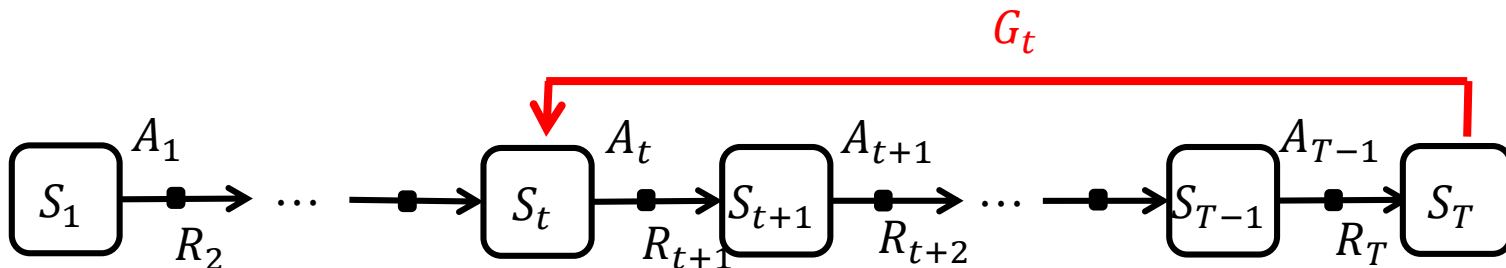 G_t
A_1 A_t A_{t+1} A_{T-1}
S_1 ... S_t S_{t+1} ... S_{T-1} S_T
R_2 R_{t+1} R_{t+2} R_T